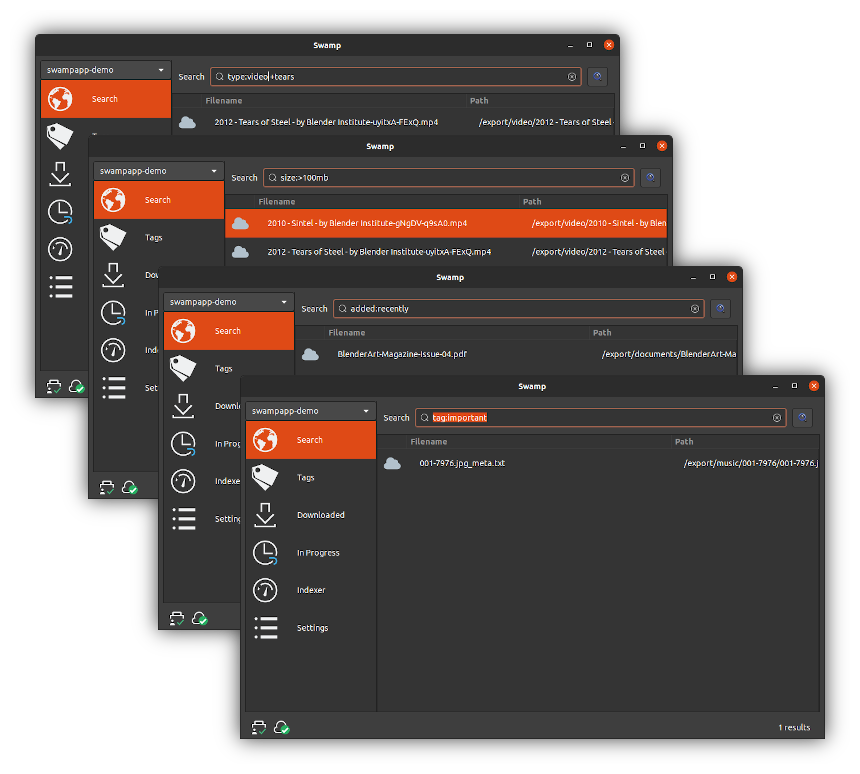 Swamp
swampapp-demo
Search type:video+tears
Search
Filename Path
2012 - Tears of Steel - by Blender Institute-uyitxA-FExQ.mp4 /export/video/2012 - Tears of Steel -
Swamp
swampapp-demo
Search size:>100mb
Search
Filename Path
2010 - Sintel - by Blender Institute-gNgDV-q9sA0.mp4 /export/video/2010 - Sintel - by Blen
Tags
2012 - Tears of Steel - by Blender Institute-uyitxA-FExQ.mp4 /export/video/2012 - Tears of Steel -
Dov
In P
Inde
Set
Swamp
swampapp-demo
Search added:recently
Search
Filename Path
BlenderArt-Magazine-issue-04.pdf /export/documents/BlenderArt-Ma
Tags
Downl
In Prog
Indexe
Setting
Swamp
swampapp-demo
Search tag:important
Search
Filename Path
001-7976.jpg_meta.txt /export/music/001-7976/001-7976.j
Tags
Downloaded
In Progress
Indexer
Settings
1 results